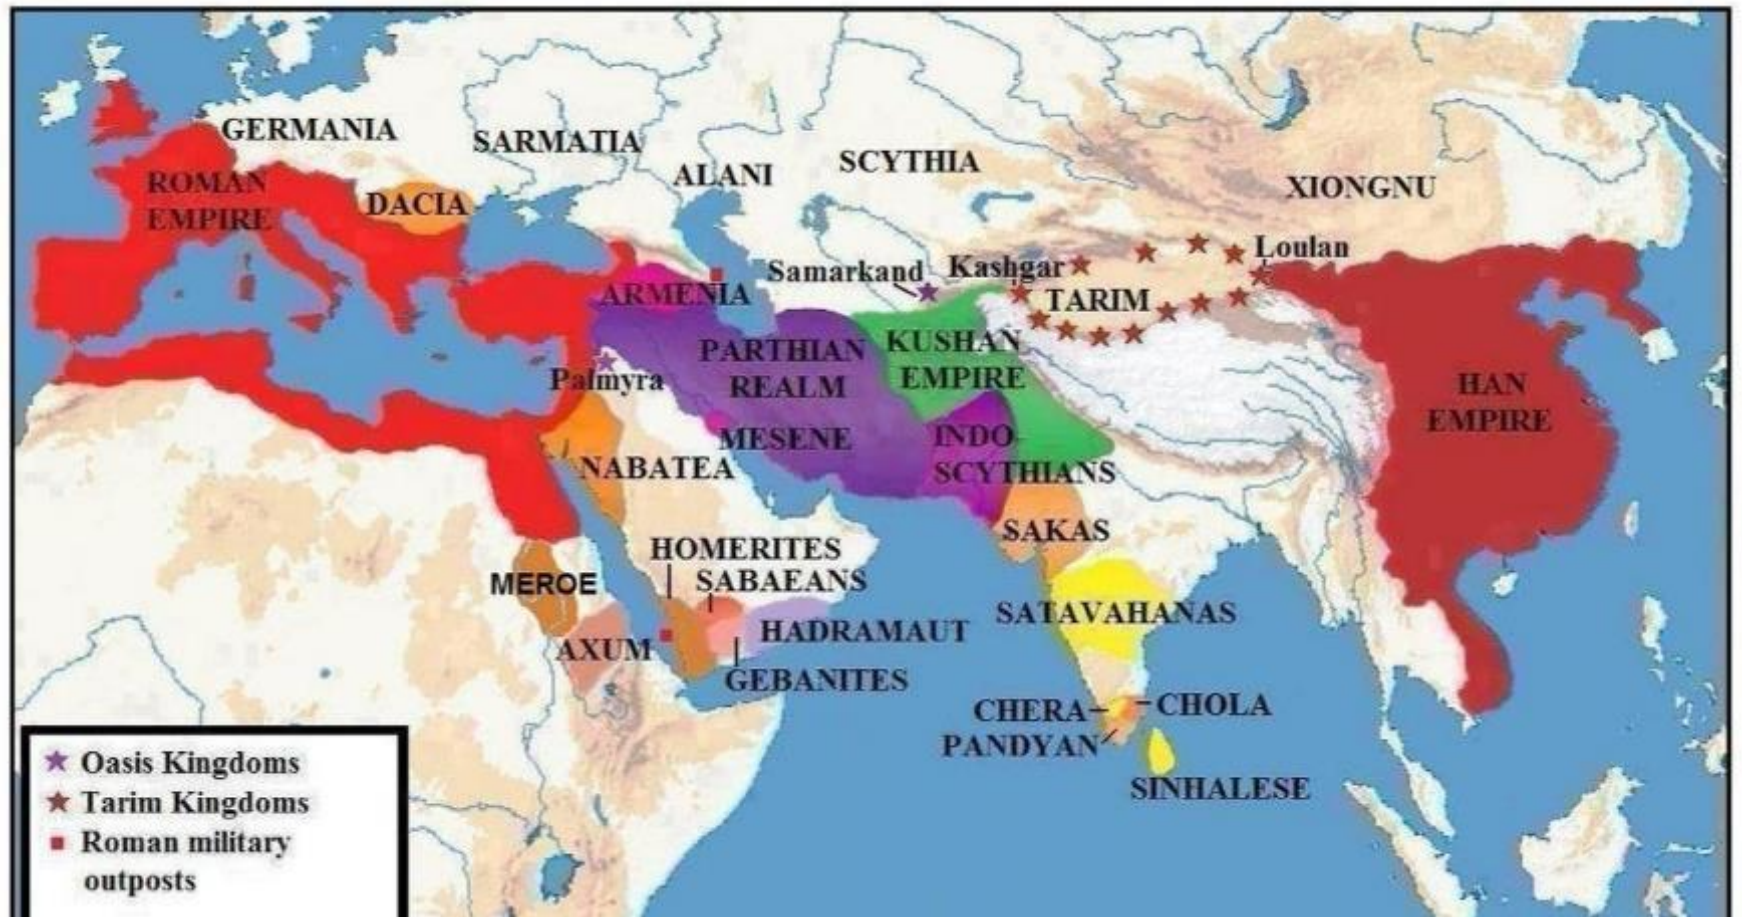 GERMANIA
SARMATIA
ALANI
SCYTHIA
XIONGNU
ROMAN
EMPIRE
DACIA
Samarkand
Kashgar
Loulan
ARMENIA
TARIM
PARTHIAN
REALM
KUSHAN
EMPIRE
Palmyra
HAN
EMPIRE
MESENE
INDO-
SCYTHIANS
NABATEA
SAKAS
HOMERITES
SABAEANS
MEROE
SATAVAHANAS
HADRAMAUT
AXUM
GEBANITES
CHERA
CHOLA
PANDYAN
SINHALESE
Oasis Kingdoms
Tarim Kingdoms
Roman military
outposts